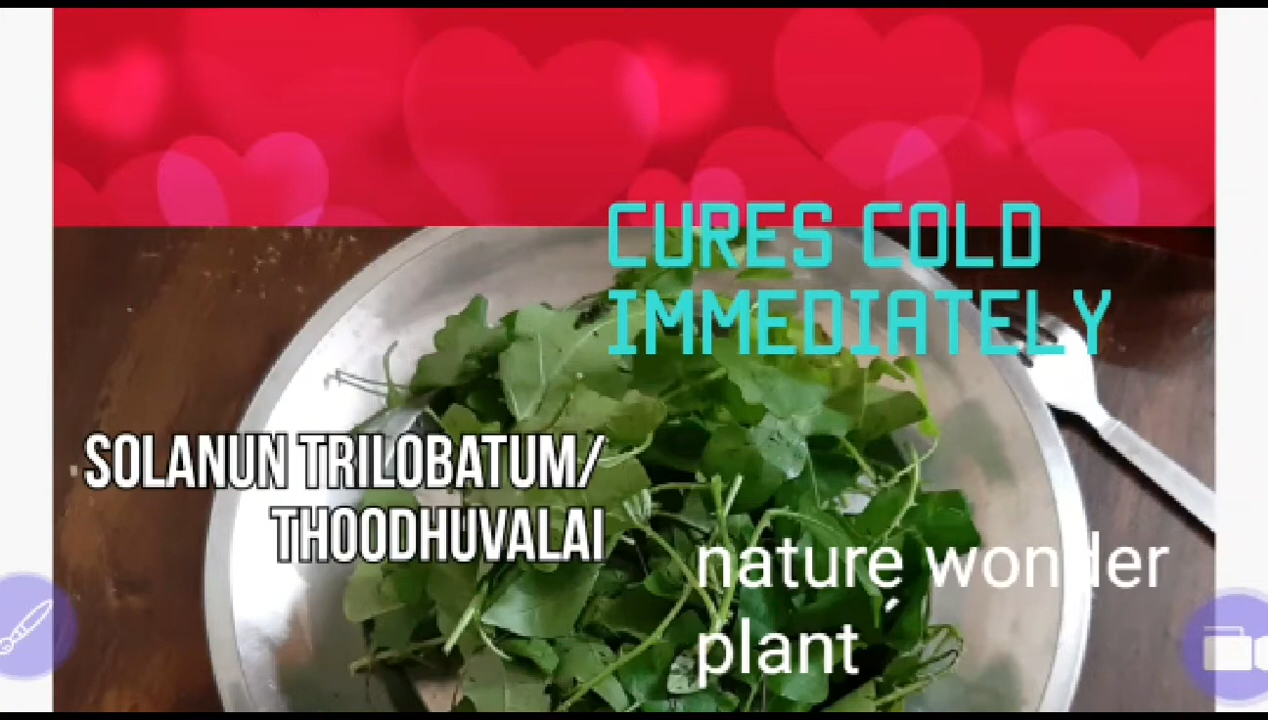 CURES COLD
IMMEDIATELY
SOLANUN TRILOBATUM/
THOODHUVALAI
nature wonder
plant